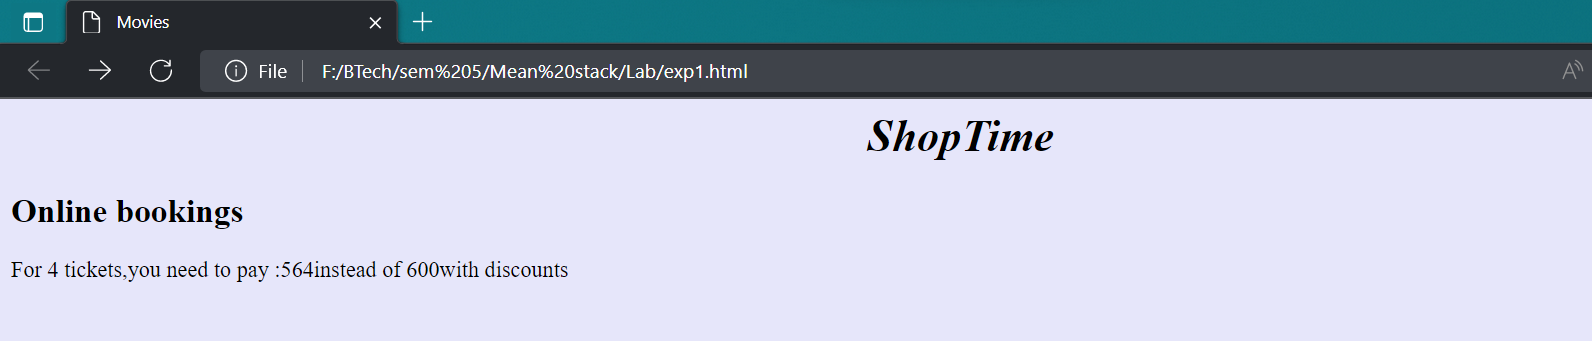 Movies
File F:/BTech/sem%205/Mean%20stack/Lab/exp1.html
ShopTime
Online bookings
For 4 tickets,you need to pay :564instead of 600with discounts